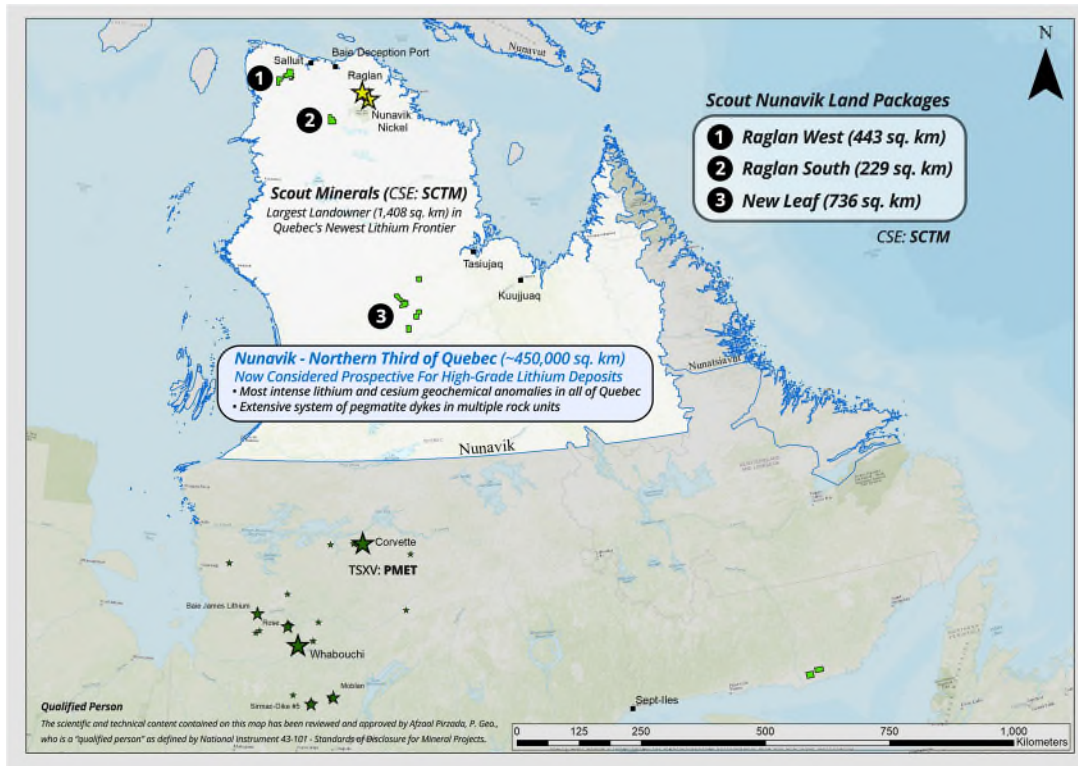 N
Nunavut
Salluit
Baie Deception Port
1
Raglan
Nunavik
Nickel
2
Scout Nunavik Land Packages
1 Raglan West (443 sq. km)
2 Raglan South (229 sq. km)
3 New Leaf (736 sq. km)
CSE: SCTM
Scout Minerals (CSE: SCTM)
Largest Landowner (1,408 sq. km) in
Quebec's Newest Lithium Frontier
Tasiujaq
Kuujjuaq
3
Nunavik - Northern Third of Quebec (~450,000 sq. km)
Now Considered Prospective For High-Grade Lithium Deposits
• Most intense lithium and cesium geochemical anomalies in all of Quebec
• Extensive system of pegmatite dykes in multiple rock units
Nunatsiavut
Nunavik
Corvette
TSXV: PMET
Baie James Lithium
Rose
Whabouchi
Moblan
Sirmac-Dike #5
Sept-Iles
Qualified Person
The scientific and technical content contained on this map has been reviewed and approved by Afzaal Pirzada, P. Geo.,
who is a "qualified person" as defined by National Instrument 43-101 - Standards of Disclosure for Mineral Projects.
0 125 250 500 750 1,000
Kilometers